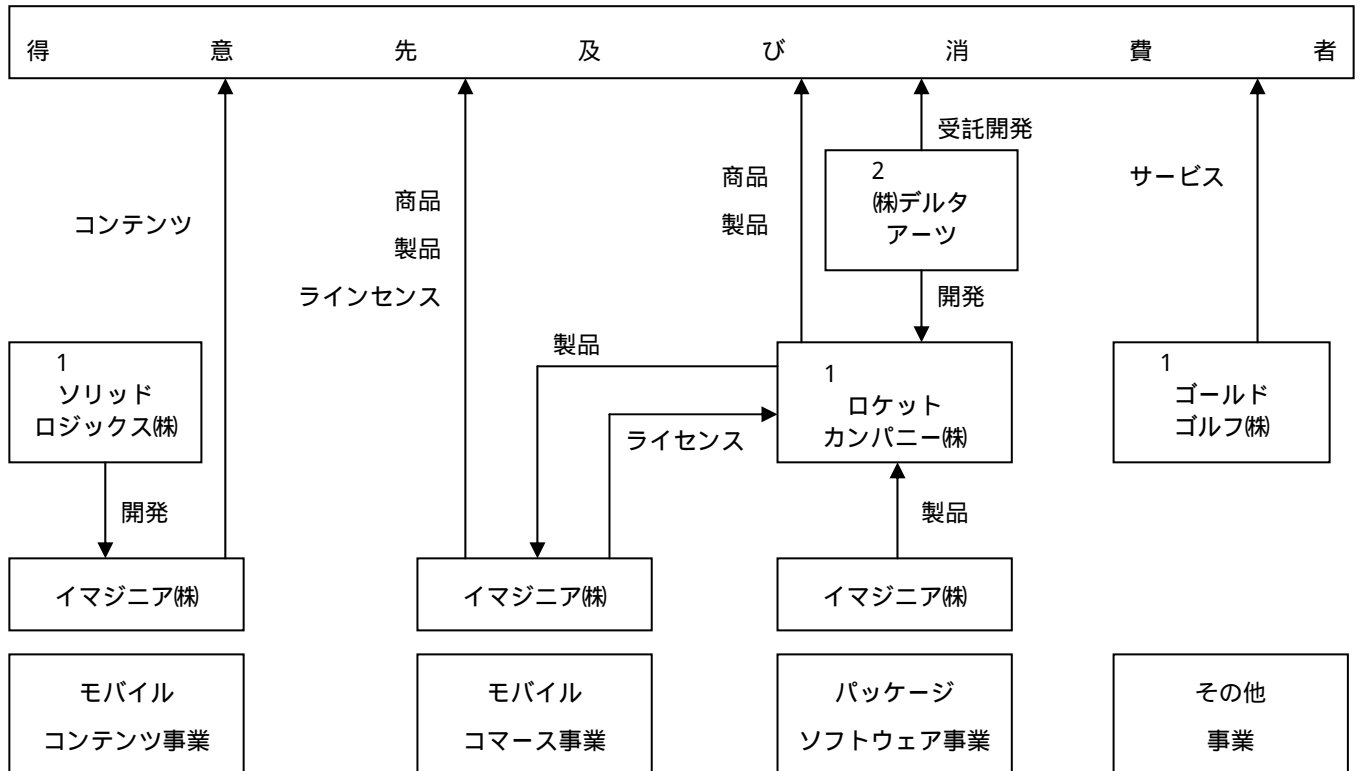 得意先及び消費者
受託開発
コンテンツ
商品
製品
ラインセンス
商品
製品
2
㈱デルタ
アーツ
サービス
開発
1
ソリッド
ロジックス㈱
製品
ライセンス
1
ロケット
カンパニー㈱
1
ゴールド
ゴルフ㈱
開発
製品
イマジニア㈱
イマジニア㈱
イマジニア㈱
モバイル
コンテンツ事業
モバイル
コマース事業
パッケージ
ソフトウェア事業
その他
事業